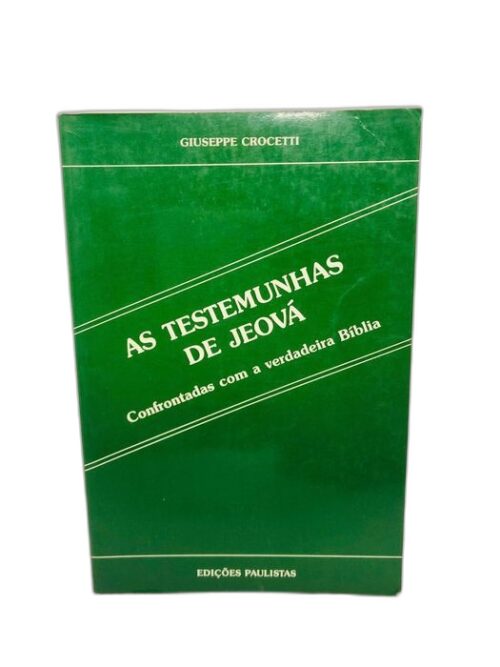 GIUSEPPE CROCETTI
AS TESTEMUNHAS
DE JEOVÁ
Confrontadas com a verdadeira Bíblia
EDIÇÕES PAULISTAS